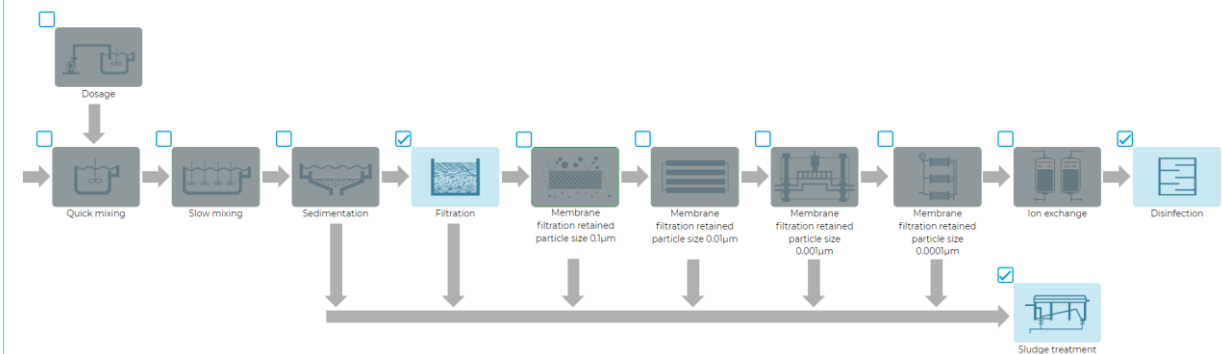 Dosage
Quick mixing
Slow mixing
Sedimentation
Filtration
Membrane
filtration retained
particle size 0.1μm
Membrane
filtration retained
particle size 0.01μm
Membrane
filtration retained
particle size
0.001μm
Membrane
filtration retained
particle size
0.0001μm
Ion exchange
Disinfection
Sludge treatment